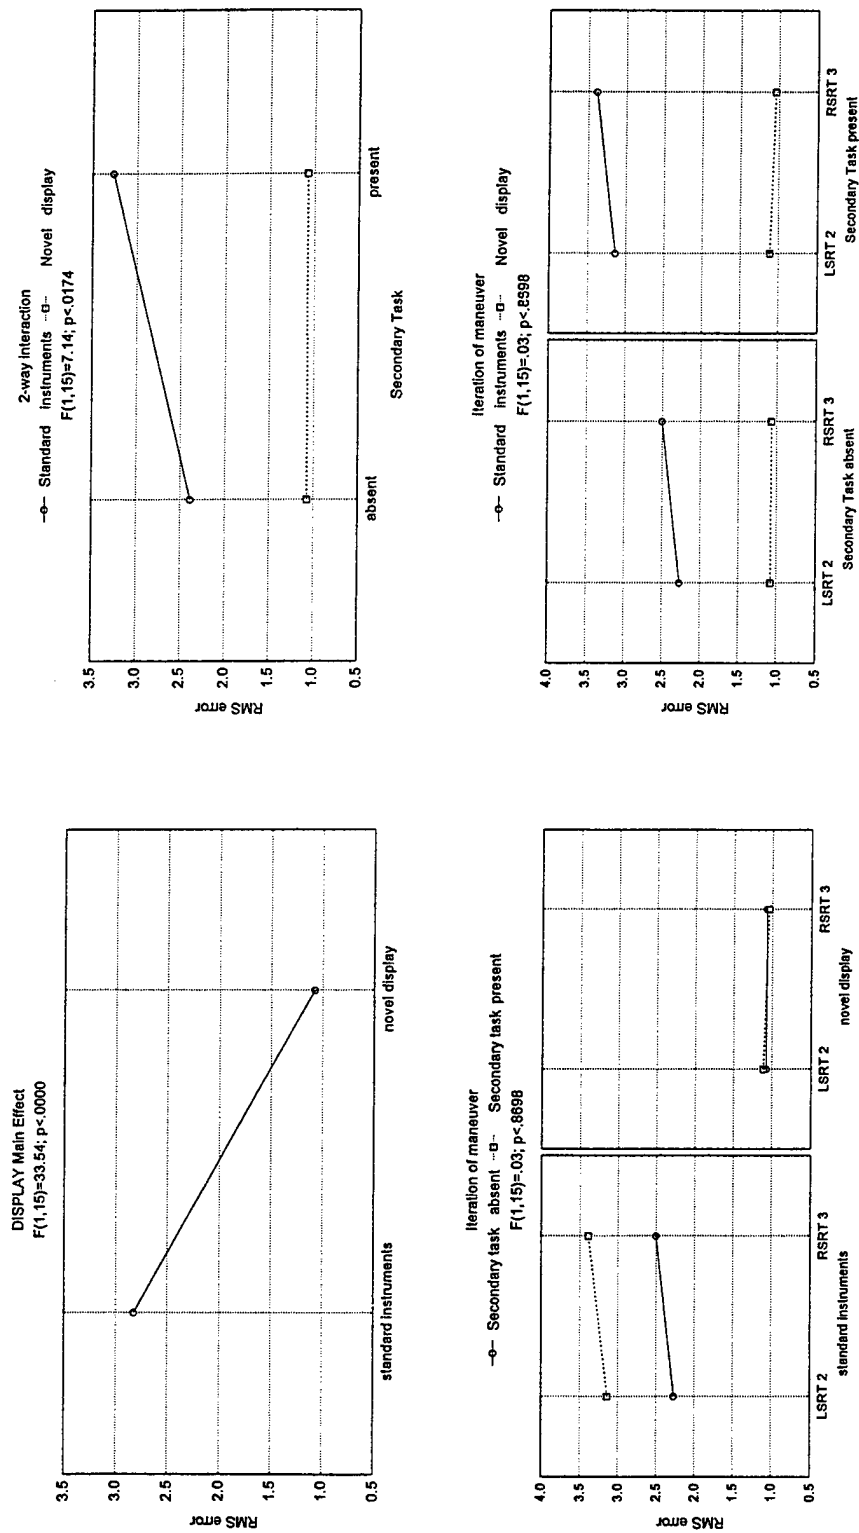 DISPLAY Main Effect
F(1,15)=33.54; p<.0000
RMS error
3.5
3.0
2.5
2.0
1.5
1.0
0.5
standard instruments
novel display
2-way interaction
Standard instruments Novel display
F(1,15)=7.14; p<.0174
RMS error
3.5
3.0
2.5
2.0
1.5
1.0
0.5
absent
present
Secondary Task
Iteration of maneuver
Secondary task absent Secondary task present
F(1,15)=.03; p<.8698
RMS error
4.0
3.5
3.0
2.5
2.0
1.5
1.0
0.5
LSRT 2
RSRT 3
standard instruments
LSRT 2
RSRT 3
novel display
Iteration of maneuver
Standard instruments Novel display
F(1,15)=.03; p<.8698
RMS error
4.0
3.5
3.0
2.5
2.0
1.5
1.0
0.5
LSRT 2
RSRT 3
Secondary Task absent
LSRT 2
RSRT 3
Secondary Task present